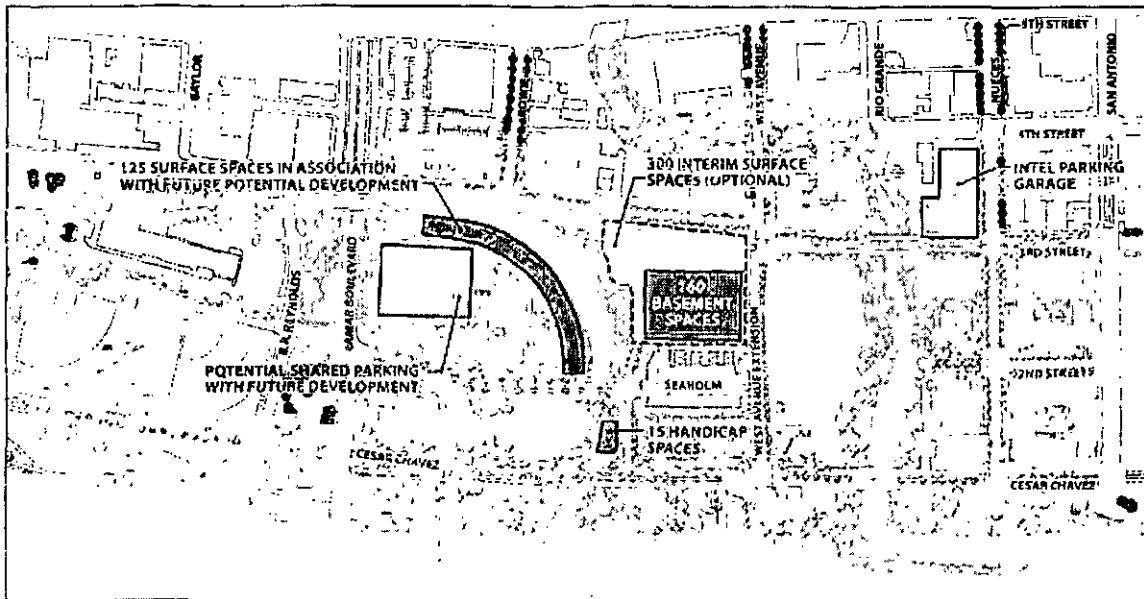 BAYLOR
WEST AVENUE
RIO GRANDE
NUECES
SAN ANTONIO
5TH STREET
4TH STREET
125 SURFACE SPACES IN ASSOCIATION
WITH FUTURE POTENTIAL DEVELOPMENT
300 INTERIM SURFACE
SPACES (OPTIONAL)
INTEL PARKING
GARAGE
3RD STREET
B.R. REYNOLDS
LAMAR BOULEVARD
BASEMENT
SPACES
WEST AVENUE EXTENSION
2ND STREET
POTENTIAL SHARED PARKING
WITH FUTURE DEVELOPMENT
SEAHOLM
15 HANDICAP
SPACES
CESAR CHAVEZ
CESAR CHAVEZ